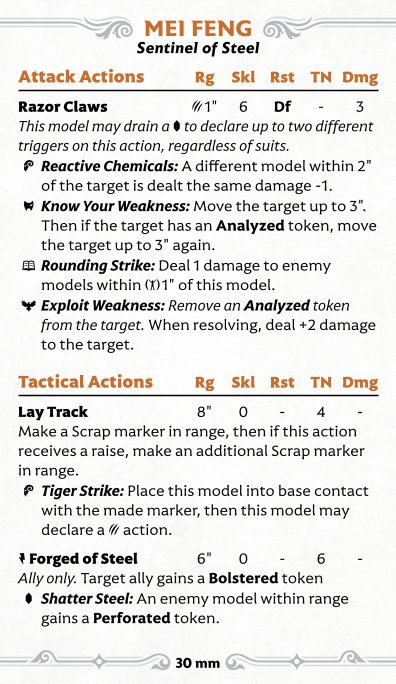 MEI FENG
Sentinel of Steel
Attack Actions Rg Skl Rst TN Dmg
Razor Claws 1" 6 Df - 3
This model may drain a to declare up to two different
triggers on this action, regardless of suits.
Reactive Chemicals: A different model within 2"
of the target is dealt the same damage -1.
Know Your Weakness: Move the target up to 3".
Then if the target has an Analyzed token, move
the target up to 3" again.
Rounding Strike: Deal 1 damage to enemy
models within 1" of this model.
Exploit Weakness: Remove an Analyzed token
from the target. When resolving, deal +2 damage
to the target.
Tactical Actions Rg Skl Rst TN Dmg
Lay Track 8" 0 - 4 -
Make a Scrap marker in range, then if this action
receives a raise, make an additional Scrap marker
in range.
Tiger Strike: Place this model into base contact
with the made marker, then this model may
declare a action.
Forged of Steel 6" 0 - 6 -
Ally only. Target ally gains a Bolstered token
Shatter Steel: An enemy model within range
gains a Perforated token.
30 mm